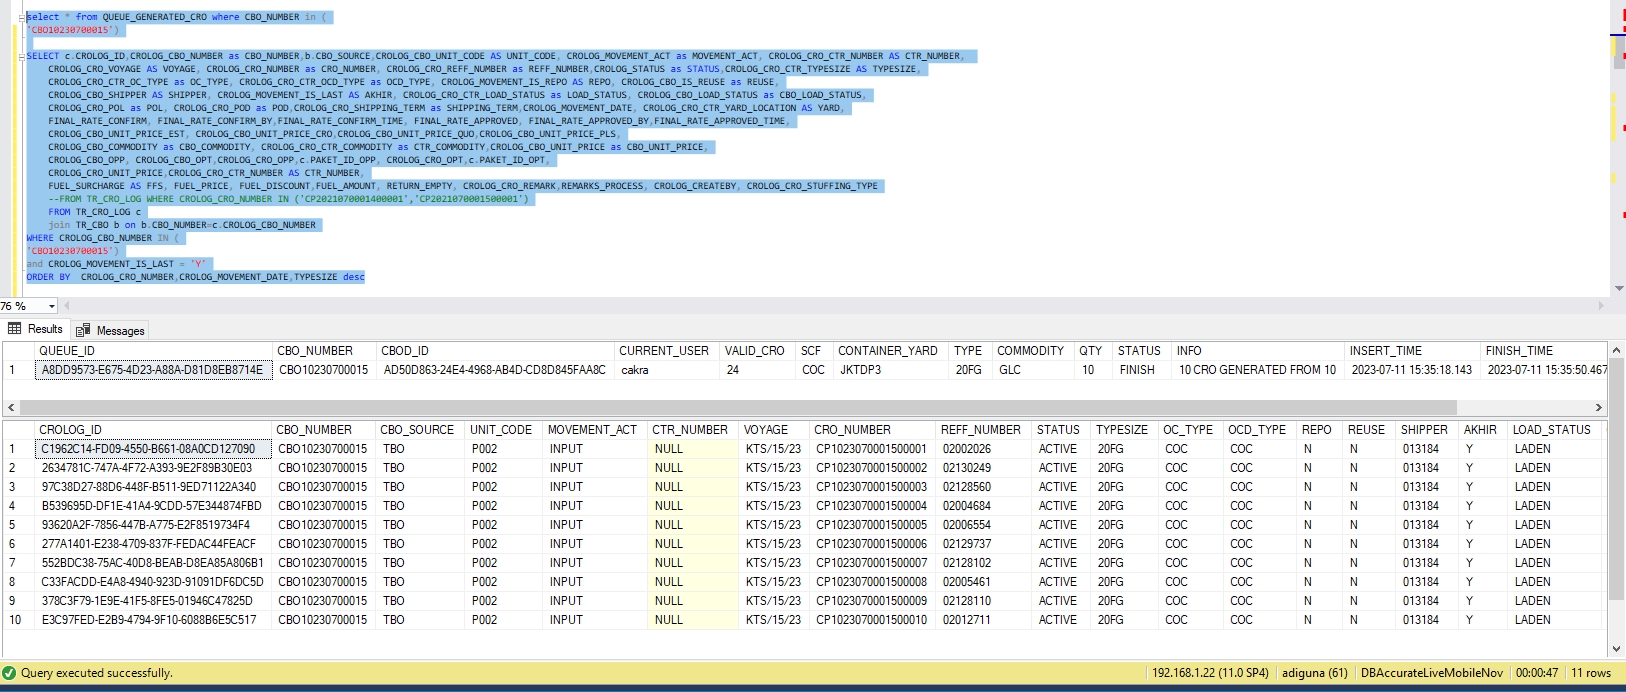 select * from QUEUE_GENERATED_CRO where CBO_NUMBER in (
'CBO10230700015')
SELECT c.CROLOG_ID,CROLOG_CBO_NUMBER as CBO_NUMBER,b.CBO_SOURCE,CROLOG_CBO_UNIT_CODE AS UNIT_CODE, CROLOG_MOVEMENT_ACT as MOVEMENT_ACT, CROLOG_CRO_CTR_NUMBER AS CTR_NUMBER,
CROLOG_CRO_VOYAGE AS VOYAGE, CROLOG_CRO_NUMBER as CRO_NUMBER, CROLOG_CRO_REFF_NUMBER as REFF_NUMBER,CROLOG_STATUS as STATUS,CROLOG_CRO_CTR_TYPESIZE AS TYPESIZE,
CROLOG_CRO_CTR_OC_TYPE as OC_TYPE, CROLOG_CRO_CTR_OCD_TYPE as OCD_TYPE, CROLOG_MOVEMENT_IS_REPO AS REPO, CROLOG_CBO_IS_REUSE as REUSE,
CROLOG_CBO_SHIPPER AS SHIPPER, CROLOG_MOVEMENT_IS_LAST AS AKHIR, CROLOG_CRO_CTR_LOAD_STATUS as LOAD_STATUS, CROLOG_CBO_LOAD_STATUS as CBO_LOAD_STATUS,
CROLOG_CRO_POL as POL, CROLOG_CRO_POD as POD,CROLOG_CRO_SHIPPING_TERM as SHIPPING_TERM,CROLOG_MOVEMENT_DATE, CROLOG_CRO_CTR_YARD_LOCATION AS YARD,
FINAL_RATE_CONFIRM, FINAL_RATE_CONFIRM_BY,FINAL_RATE_CONFIRM_TIME, FINAL_RATE_APPROVED, FINAL_RATE_APPROVED_BY,FINAL_RATE_APPROVED_TIME,
CROLOG_CBO_UNIT_PRICE_EST, CROLOG_CBO_UNIT_PRICE_CRO,CROLOG_CBO_UNIT_PRICE_QUO,CROLOG_CBO_UNIT_PRICE_PLS,
CROLOG_CBO_COMMODITY as CBO_COMMODITY, CROLOG_CRO_CTR_COMMODITY as CTR_COMMODITY,CROLOG_CBO_UNIT_PRICE as CBO_UNIT_PRICE,
CROLOG_CBO_OPP, CROLOG_CBO_OPT,CROLOG_CRO_OPP,c.PAKET_ID_OPP, CROLOG_CRO_OPT,c.PAKET_ID_OPT,
CROLOG_CRO_UNIT_PRICE,CROLOG_CRO_CTR_NUMBER AS CTR_NUMBER,
FUEL_SURCHARGE AS FFS, FUEL_PRICE, FUEL_DISCOUNT,FUEL_AMOUNT, RETURN_EMPTY, CROLOG_CRO_REMARK,REMARKS_PROCESS, CROLOG_CREATEBY, CROLOG_CRO_STUFFING_TYPE
--FROM TR_CRO_LOG WHERE CROLOG_CRO_NUMBER IN ('CP2021070001400001','CP2021070001500001')
FROM TR_CRO_LOG c
join TR_CBO b on b.CBO_NUMBER=c.CROLOG_CBO_NUMBER
WHERE CROLOG_CBO_NUMBER IN (
'CBO10230700015')
and CROLOG_MOVEMENT_IS_LAST = 'Y'
ORDER BY CROLOG_CRO_NUMBER,CROLOG_MOVEMENT_DATE,TYPESIZE desc
76 %
Results Messages
QUEUE_ID CBO_NUMBER CBOD_ID CURRENT_USER VALID_CRO SCF CONTAINER_YARD TYPE COMMODITY QTY STATUS INFO INSERT_TIME FINISH_TIME
1 A8DD9573-E675-4D23-A88A-D81D8EB8714E CBO10230700015 AD50D863-24E4-4968-AB4D-CD8D845FAA8C cakra 24 COC JKTDP3 20FG GLC 10 FINISH 10 CRO GENERATED FROM 10 2023-07-11 15:35:18.143 2023-07-11 15:35:50.467
CROLOG_ID CBO_NUMBER CBO_SOURCE UNIT_CODE MOVEMENT_ACT CTR_NUMBER VOYAGE CRO_NUMBER REFF_NUMBER STATUS TYPESIZE OC_TYPE OCD_TYPE REPO REUSE SHIPPER AKHIR LOAD_STATUS
1 C1962C14-FD09-4550-B661-08A0CD127090 CBO10230700015 TBO P002 INPUT NULL KTS/15/23 CP1023070001500001 02002026 ACTIVE 20FG COC COC N N 013184 Y LADEN
2 2634781C-747A-4F72-A393-9E2F89B30E03 CBO10230700015 TBO P002 INPUT NULL KTS/15/23 CP1023070001500002 02130249 ACTIVE 20FG COC COC N N 013184 Y LADEN
3 97C38D27-88D6-448F-B511-9ED71122A340 CBO10230700015 TBO P002 INPUT NULL KTS/15/23 CP1023070001500003 02128560 ACTIVE 20FG COC COC N N 013184 Y LADEN
4 B539695D-DF1E-41A4-9CDD-57E344874FBD CBO10230700015 TBO P002 INPUT NULL KTS/15/23 CP1023070001500004 02004684 ACTIVE 20FG COC COC N N 013184 Y LADEN
5 93620A2F-7856-447B-A775-E2F8519734F4 CBO10230700015 TBO P002 INPUT NULL KTS/15/23 CP1023070001500005 02006554 ACTIVE 20FG COC COC N N 013184 Y LADEN
6 277A1401-E238-4709-837F-FEDAC44FEACF CBO10230700015 TBO P002 INPUT NULL KTS/15/23 CP1023070001500006 02129737 ACTIVE 20FG COC COC N N 013184 Y LADEN
7 552BDC38-75AC-40D8-BEAB-D8EA85A806B1 CBO10230700015 TBO P002 INPUT NULL KTS/15/23 CP1023070001500007 02128102 ACTIVE 20FG COC COC N N 013184 Y LADEN
8 C33FACDD-E4A8-4940-923D-91091DF6DC5D CBO10230700015 TBO P002 INPUT NULL KTS/15/23 CP1023070001500008 02005461 ACTIVE 20FG COC COC N N 013184 Y LADEN
9 378C3F79-1E9E-41F5-8FE5-01946C47825D CBO10230700015 TBO P002 INPUT NULL KTS/15/23 CP1023070001500009 02128110 ACTIVE 20FG COC COC N N 013184 Y LADEN
10 E3C97FED-E2B9-4794-9F10-6088B6E5C517 CBO10230700015 TBO P002 INPUT NULL KTS/15/23 CP1023070001500010 02012711 ACTIVE 20FG COC COC N N 013184 Y LADEN
Query executed successfully. 192.168.1.22 (11.0 SP4) adiguna (61) DBAccurateLiveMobileNov 00:00:47 11 rows